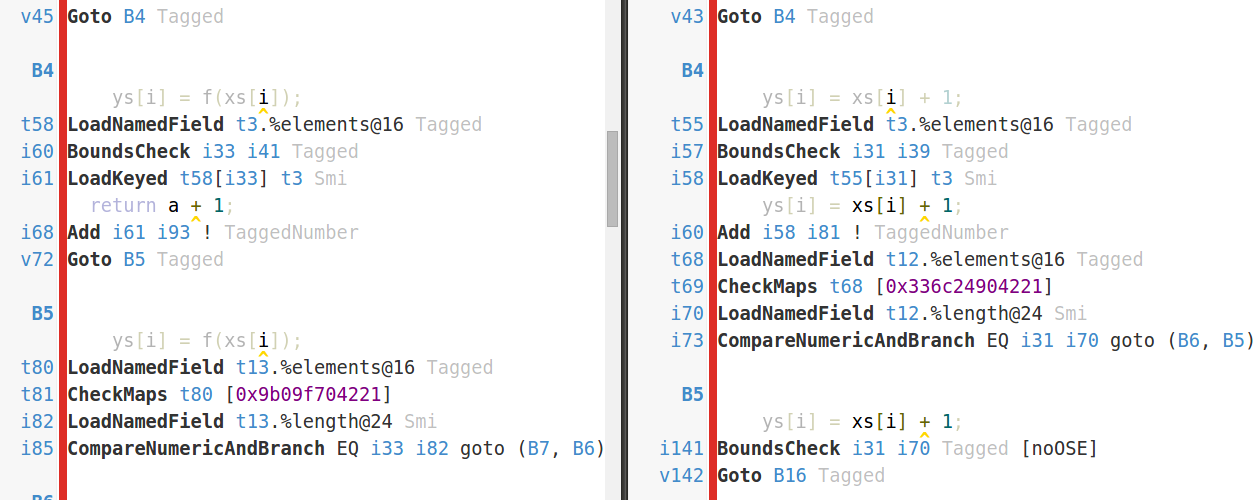 v45 Goto B4 Tagged
B4
ys[i] = f(xs[i]);
t58 LoadNamedField t3.%elements@16 Tagged
i60 BoundsCheck i33 i41 Tagged
i61 LoadKeyed t58[i33] t3 Smi
return a + 1;
i68 Add i61 i93 ! TaggedNumber
v72 Goto B5 Tagged
B5
ys[i] = f(xs[i]);
t80 LoadNamedField t13.%elements@16 Tagged
t81 CheckMaps t80 [0x9b09f704221]
i82 LoadNamedField t13.%length@24 Smi
i85 CompareNumericAndBranch EQ i33 i82 goto (B7, B6)
v43 Goto B4 Tagged
B4
ys[i] = xs[i] + 1;
t55 LoadNamedField t3.%elements@16 Tagged
i57 BoundsCheck i31 i39 Tagged
i58 LoadKeyed t55[i31] t3 Smi
ys[i] = xs[i] + 1;
i60 Add i58 i81 ! TaggedNumber
t68 LoadNamedField t12.%elements@16 Tagged
t69 CheckMaps t68 [0x336c24904221]
i70 LoadNamedField t12.%length@24 Smi
i73 CompareNumericAndBranch EQ i31 i70 goto (B6, B5)
B5
ys[i] = xs[i] + 1;
i141 BoundsCheck i31 i70 Tagged [noOSE]
v142 Goto B16 Tagged